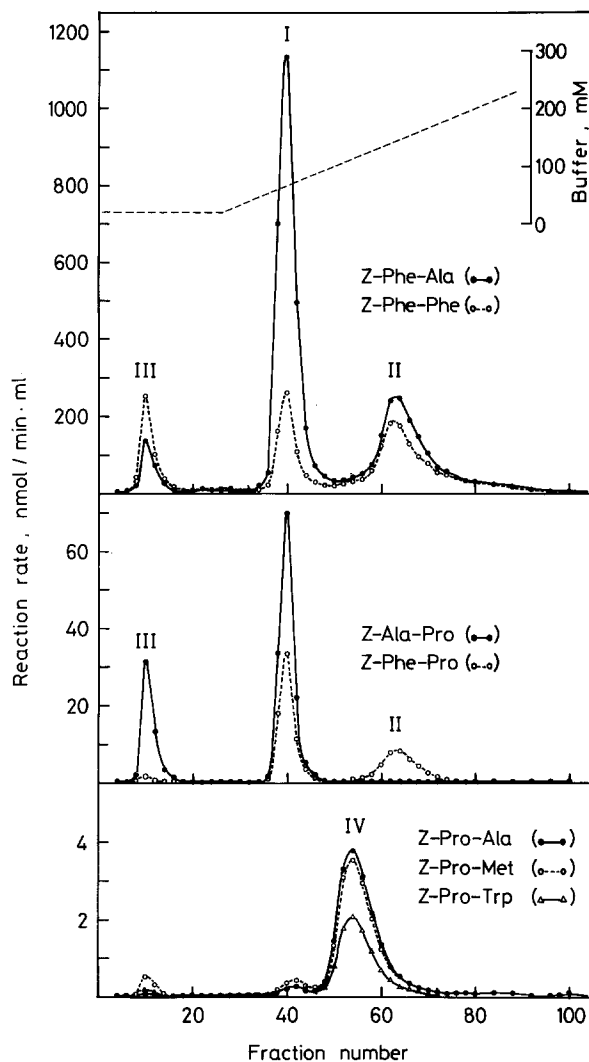 1200
1000
800
600
400
200
I
II
III
300
200
100
0
Buffer, mM
Z-Phe-Ala
Z-Phe-Phe
60
40
20
III
II
Z-Ala-Pro
Z-Phe-Pro
4
2
IV
Z-Pro-Ala
Z-Pro-Met
Z-Pro-Trp
Reaction rate, nmol / min · ml
20 40 60 80 100
Fraction number